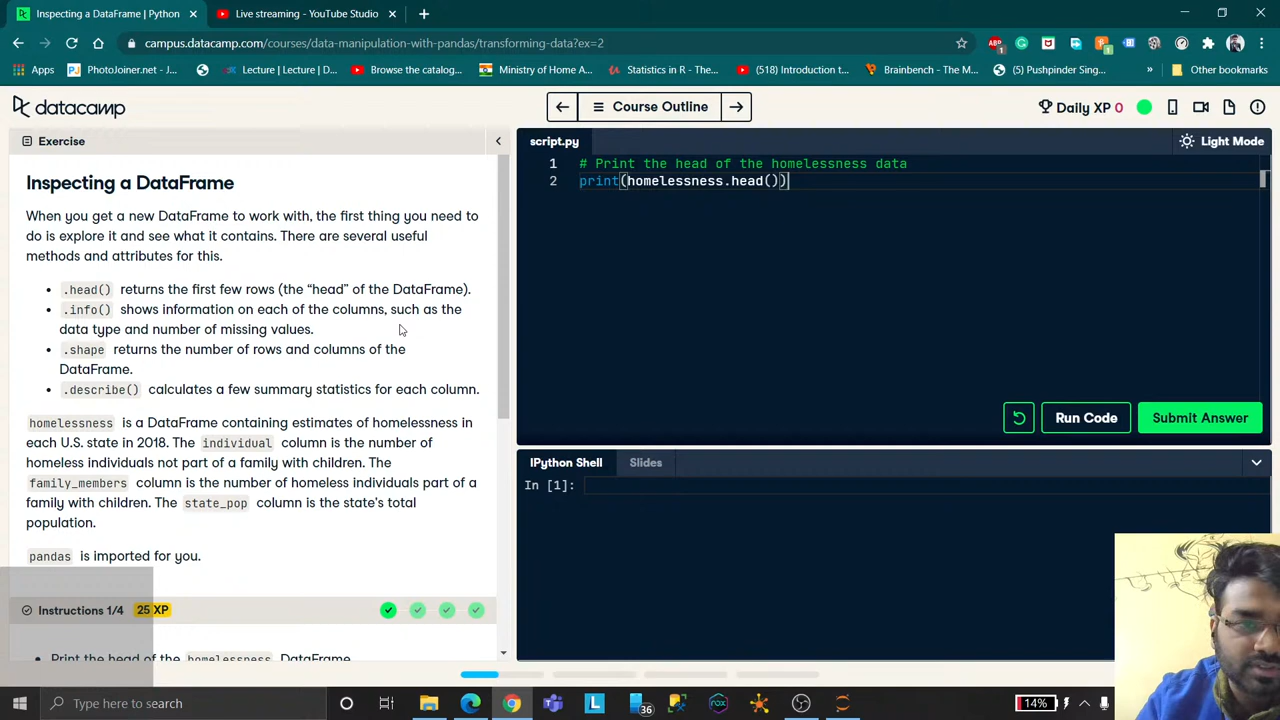 Inspecting a DataFrame | Python
Live streaming - YouTube Studio
campus.datacamp.com/courses/data-manipulation-with-pandas/transforming-data?ex=2
Apps
PhotoJoiner.net - J...
Lecture | Lecture | D...
Browse the catalog...
Ministry of Home A...
Statistics in R - The...
(518) Introduction t...
Brainbench - The M...
(5) Pushpinder Sing...
»
Other bookmarks
datacamp
Course Outline
Daily XP 0
Exercise
Inspecting a DataFrame
When you get a new DataFrame to work with, the first thing you need to
do is explore it and see what it contains. There are several useful
methods and attributes for this.
• .head() returns the first few rows (the “head” of the DataFrame).
• .info() shows information on each of the columns, such as the
data type and number of missing values.
• .shape returns the number of rows and columns of the
DataFrame.
• .describe() calculates a few summary statistics for each column.
homelessness is a DataFrame containing estimates of homelessness in
each U.S. state in 2018. The individual column is the number of
homeless individuals not part of a family with children. The
family_members column is the number of homeless individuals part of a
family with children. The state_pop column is the state's total
population.
pandas is imported for you.
Instructions 1/4 25 XP
• Print the head of the homelessness DataFrame
script.py
Light Mode
1 # Print the head of the homelessness data
2 print(homelessness.head())
Run Code
Submit Answer
IPython Shell
Slides
In [1]:
Type here to search
36
14%